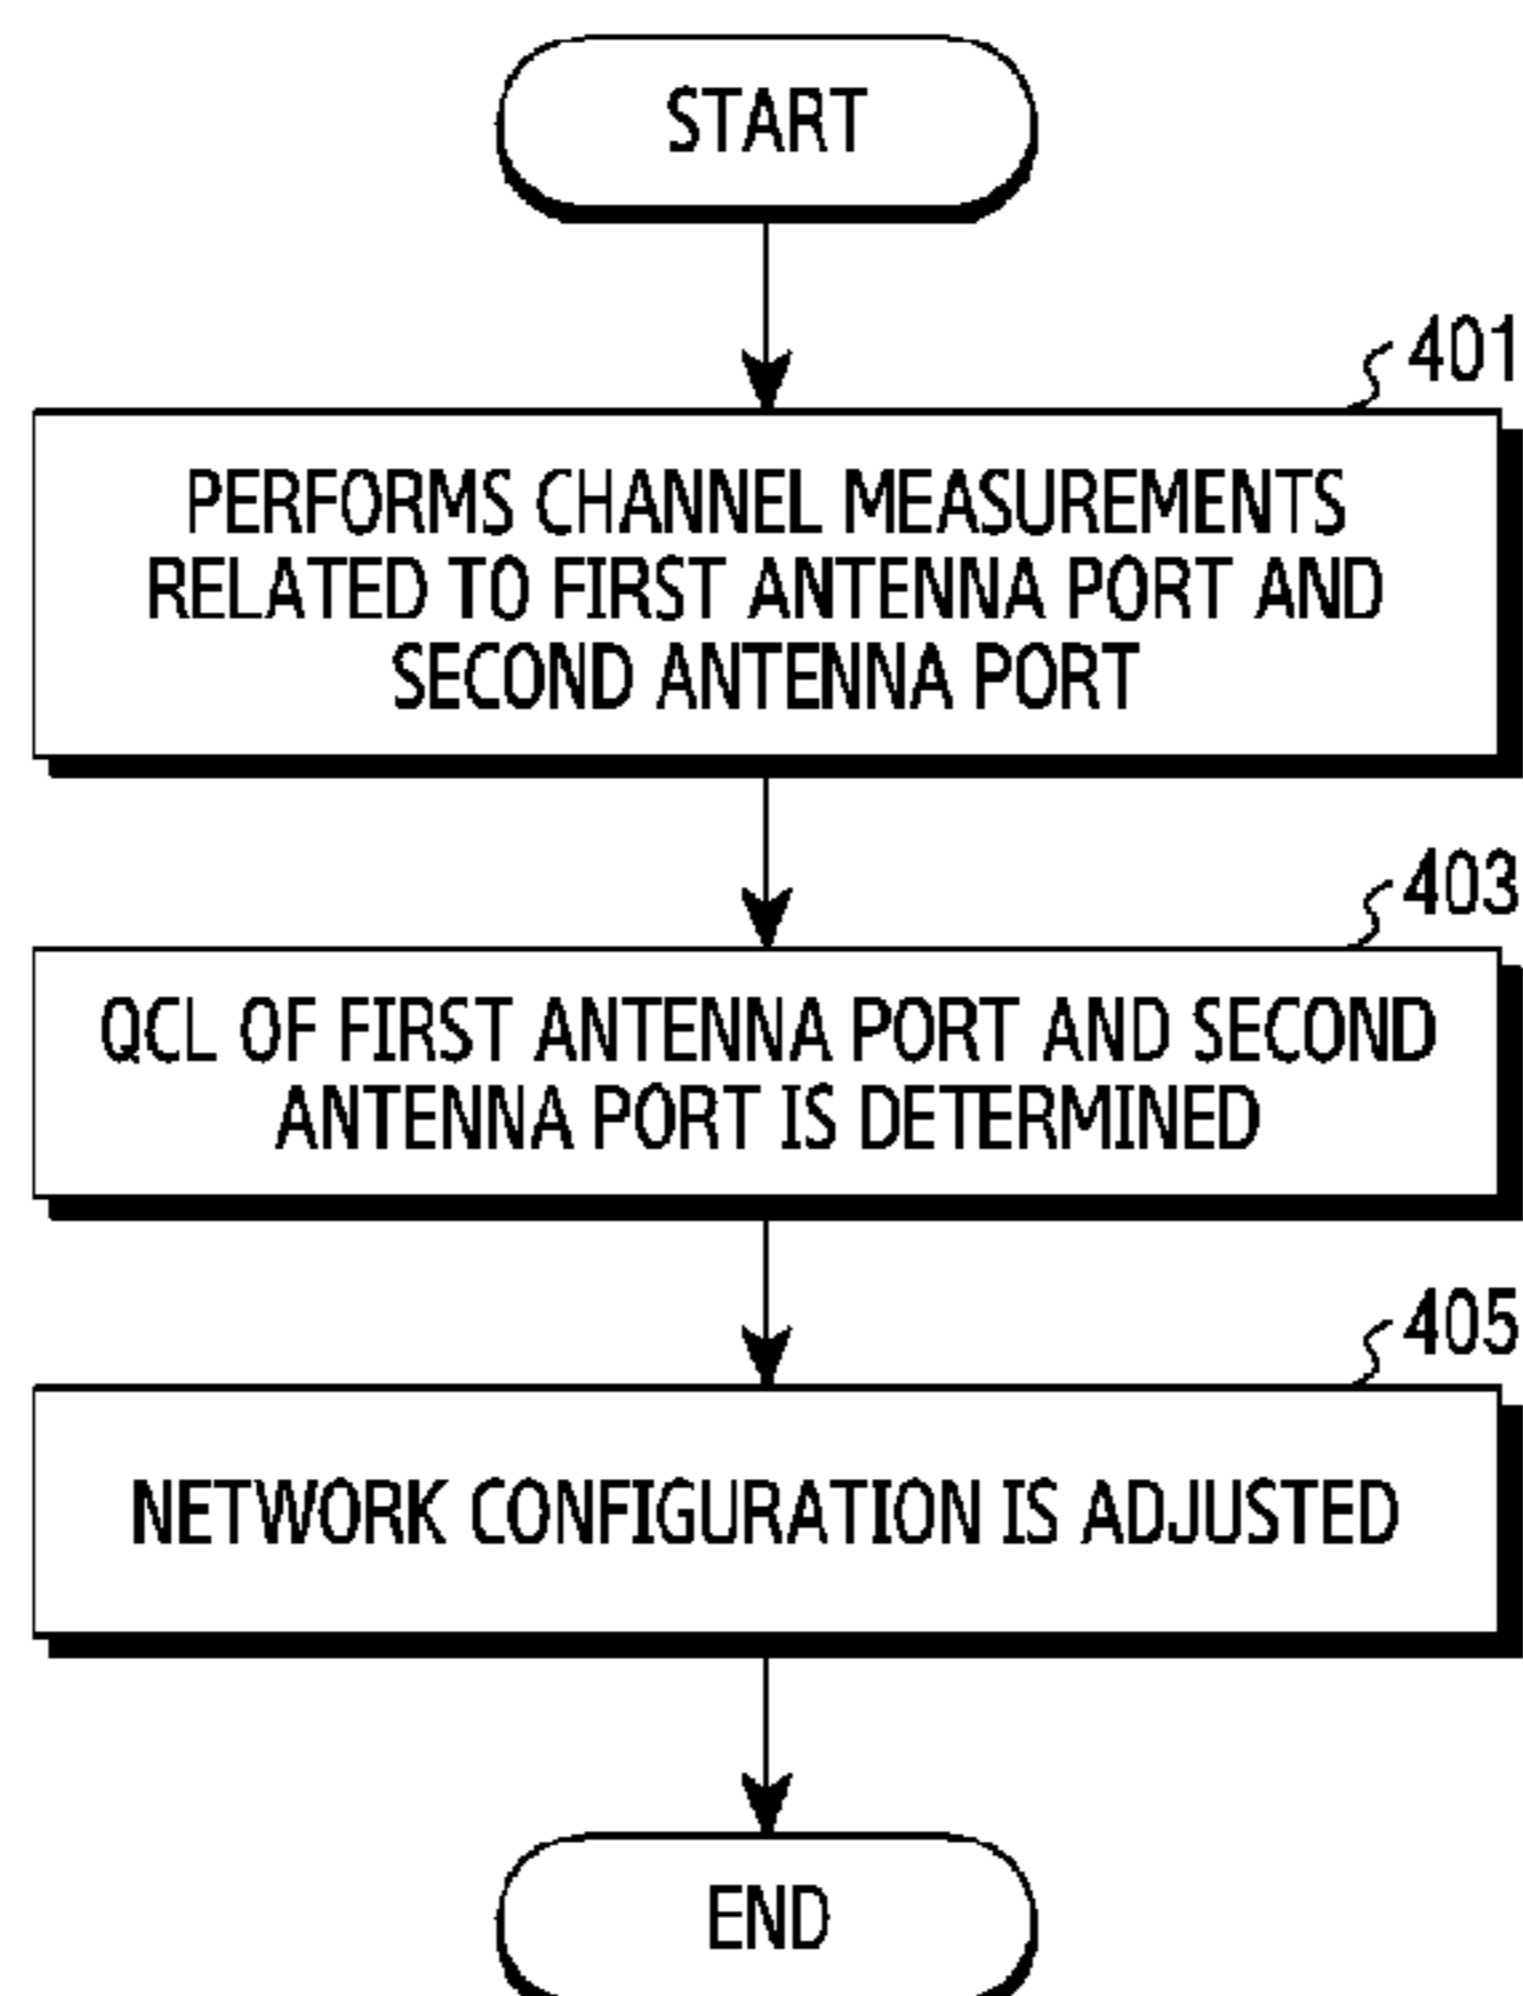 START
401
PERFORMS CHANNEL MEASUREMENTS
RELATED TO FIRST ANTENNA PORT AND
SECOND ANTENNA PORT
403
QCL OF FIRST ANTENNA PORT AND SECOND
ANTENNA PORT IS DETERMINED
405
NETWORK CONFIGURATION IS ADJUSTED
END